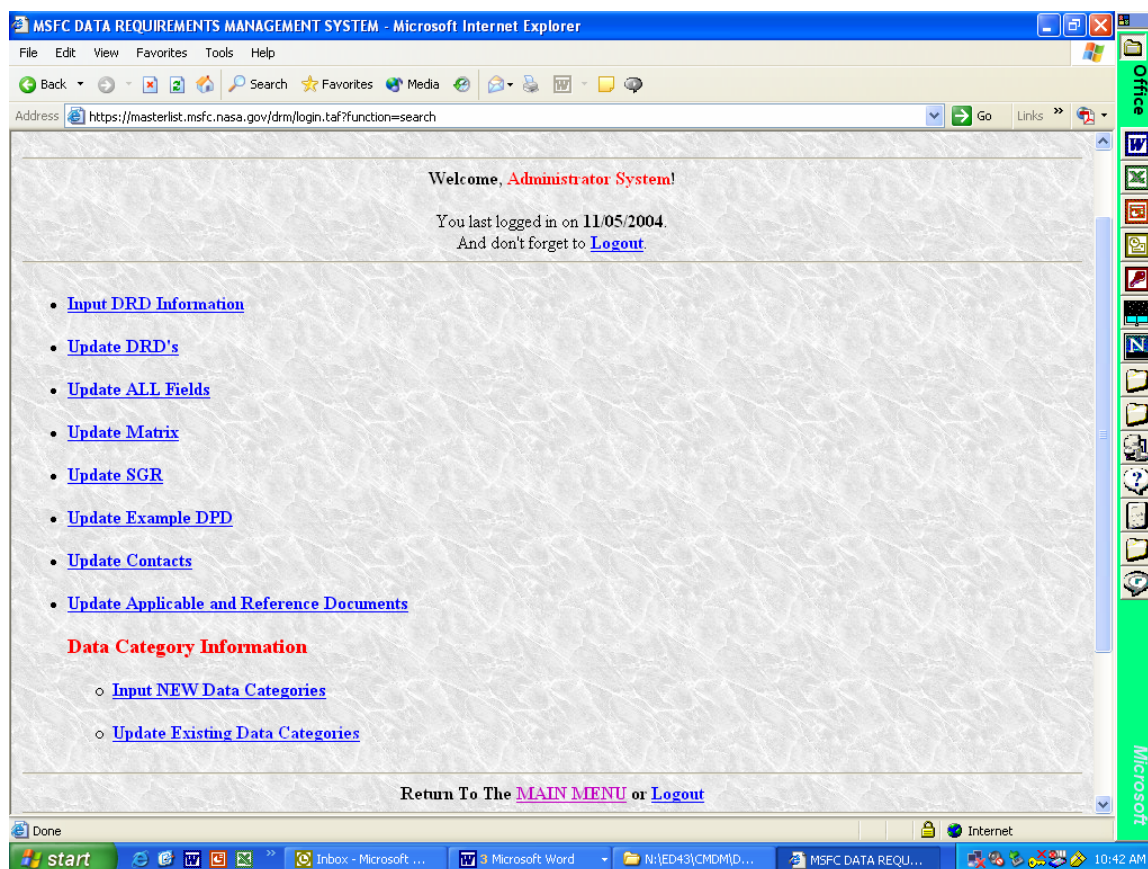 MSFC DATA REQUIREMENTS MANAGEMENT SYSTEM - Microsoft Internet Explorer
File Edit View Favorites Tools Help
Back Search Favorites Media
Address https://masterlist.msfc.nasa.gov/drm/login.taf?function=search Go Links »
Office
Welcome, Administrator System!
You last logged in on 11/05/2004.
And don't forget to Logout.
Input DRD Information
Update DRD's
Update ALL Fields
Update Matrix
Update SGR
Update Example DPD
Update Contacts
Update Applicable and Reference Documents
Data Category Information
Input NEW Data Categories
Update Existing Data Categories
Return To The MAIN MENU or Logout
Microsoft
Done Internet
start » Inbox - Microsoft ... 3 Microsoft Word N:\ED43\CMDM\D... MSFC DATA REQU... 10:42 AM